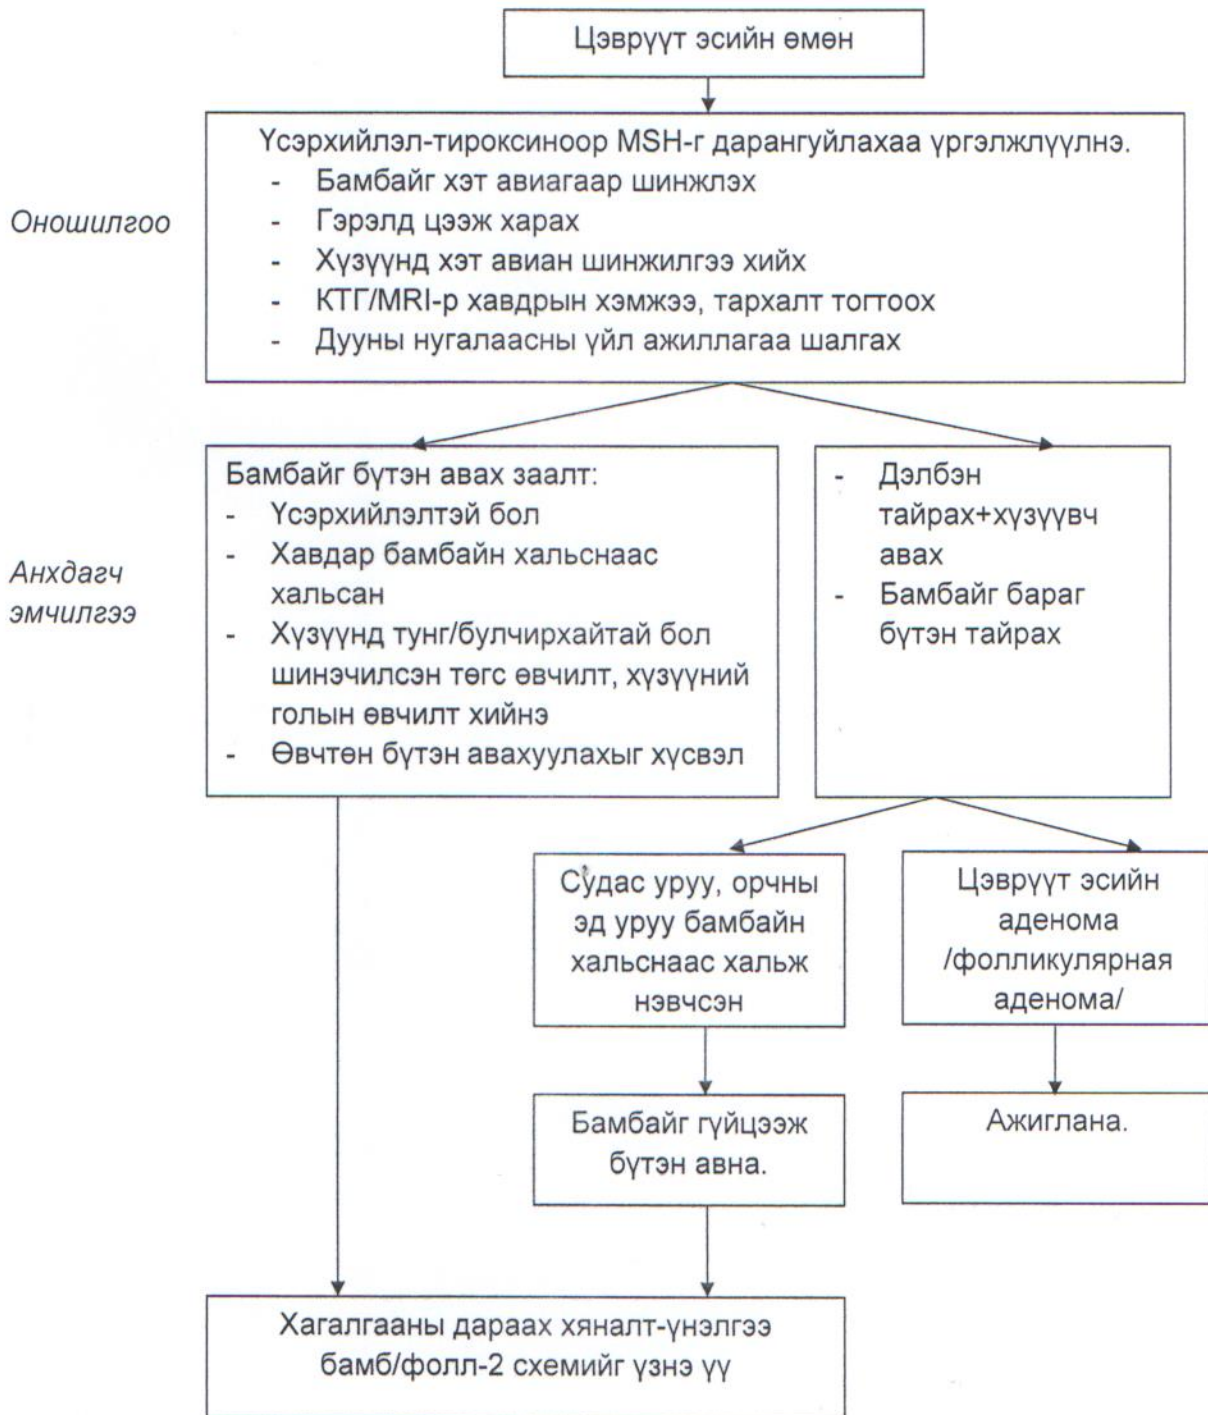 Цэврүүт эсийн өмөн
Үсэрхийлэл-тироксиноор MSH-г дарангуйлахаа үргэлжлүүлнэ.
- Бамбайг хэт авиагаар шинжлэх
- Гэрэлд цээж харах
- Хүзүүнд хэт авиан шинжилгээ хийх
- КТГ/MRI-р хавдрын хэмжээ, тархалт тогтоох
- Дууны нугалаасны үйл ажиллагаа шалгах
Оношилгоо
Анхдагч
эмчилгээ
Бамбайг бүтэн авах заалт:
- Үсэрхийлэлтэй бол
- Хавдар бамбайн хальснаас
хальсан
- Хүзүүнд тунг/булчирхайтай бол
шинэчилсэн төгс өвчилт, хүзүүний
голын өвчилт хийнэ
- Өвчтөн бүтэн авахуулахыг хүсвэл
- Дэлбэн
тайрах+хүзүүвч
авах
- Бамбайг бараг
бүтэн тайрах
Судас уруу, орчны
эд уруу бамбайн
хальснаас хальж
нэвчсэн
Цэврүүт эсийн
аденома
/фолликулярная
аденома/
Бамбайг гүйцээж
бүтэн авна.
Ажиглана.
Хагалгааны дараах хяналт-үнэлгээ
бамб/фолл-2 схемийг үзнэ үү